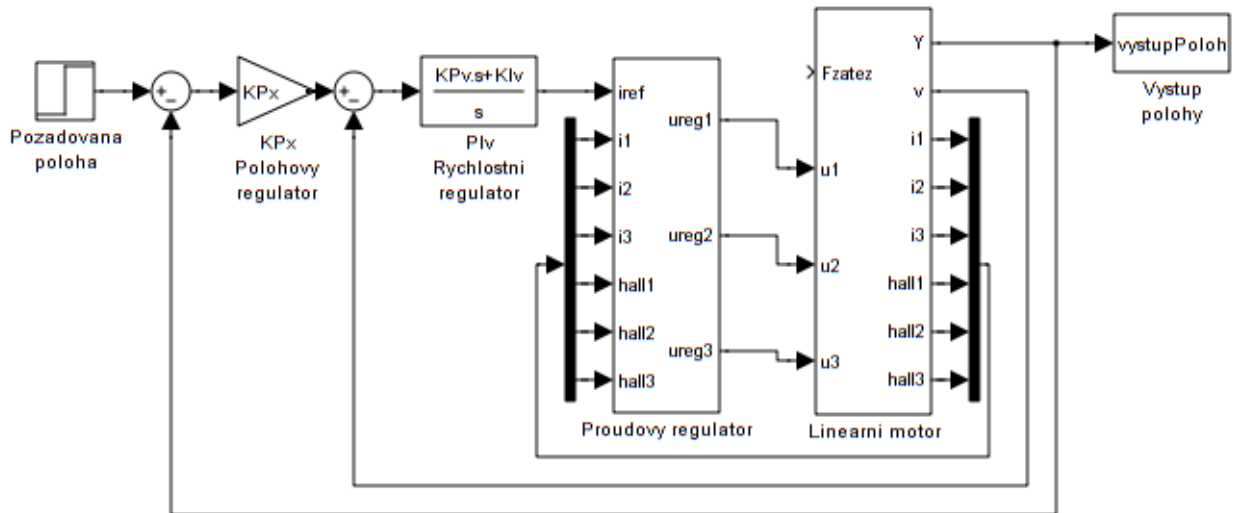 Pozadovana
poloha
KPx
KPx
Polohovy
regulator
KPv.s+KIv
s
PIv
Rychlostni
regulator
iref
i1
i2
i3
hall1
hall2
hall3
ureg1
ureg2
ureg3
Proudovy regulator
Fzatez
u1
u2
u3
Y
v
i1
i2
i3
hall1
hall2
hall3
Linearni motor
vystupPoloh
Vystup
polohy